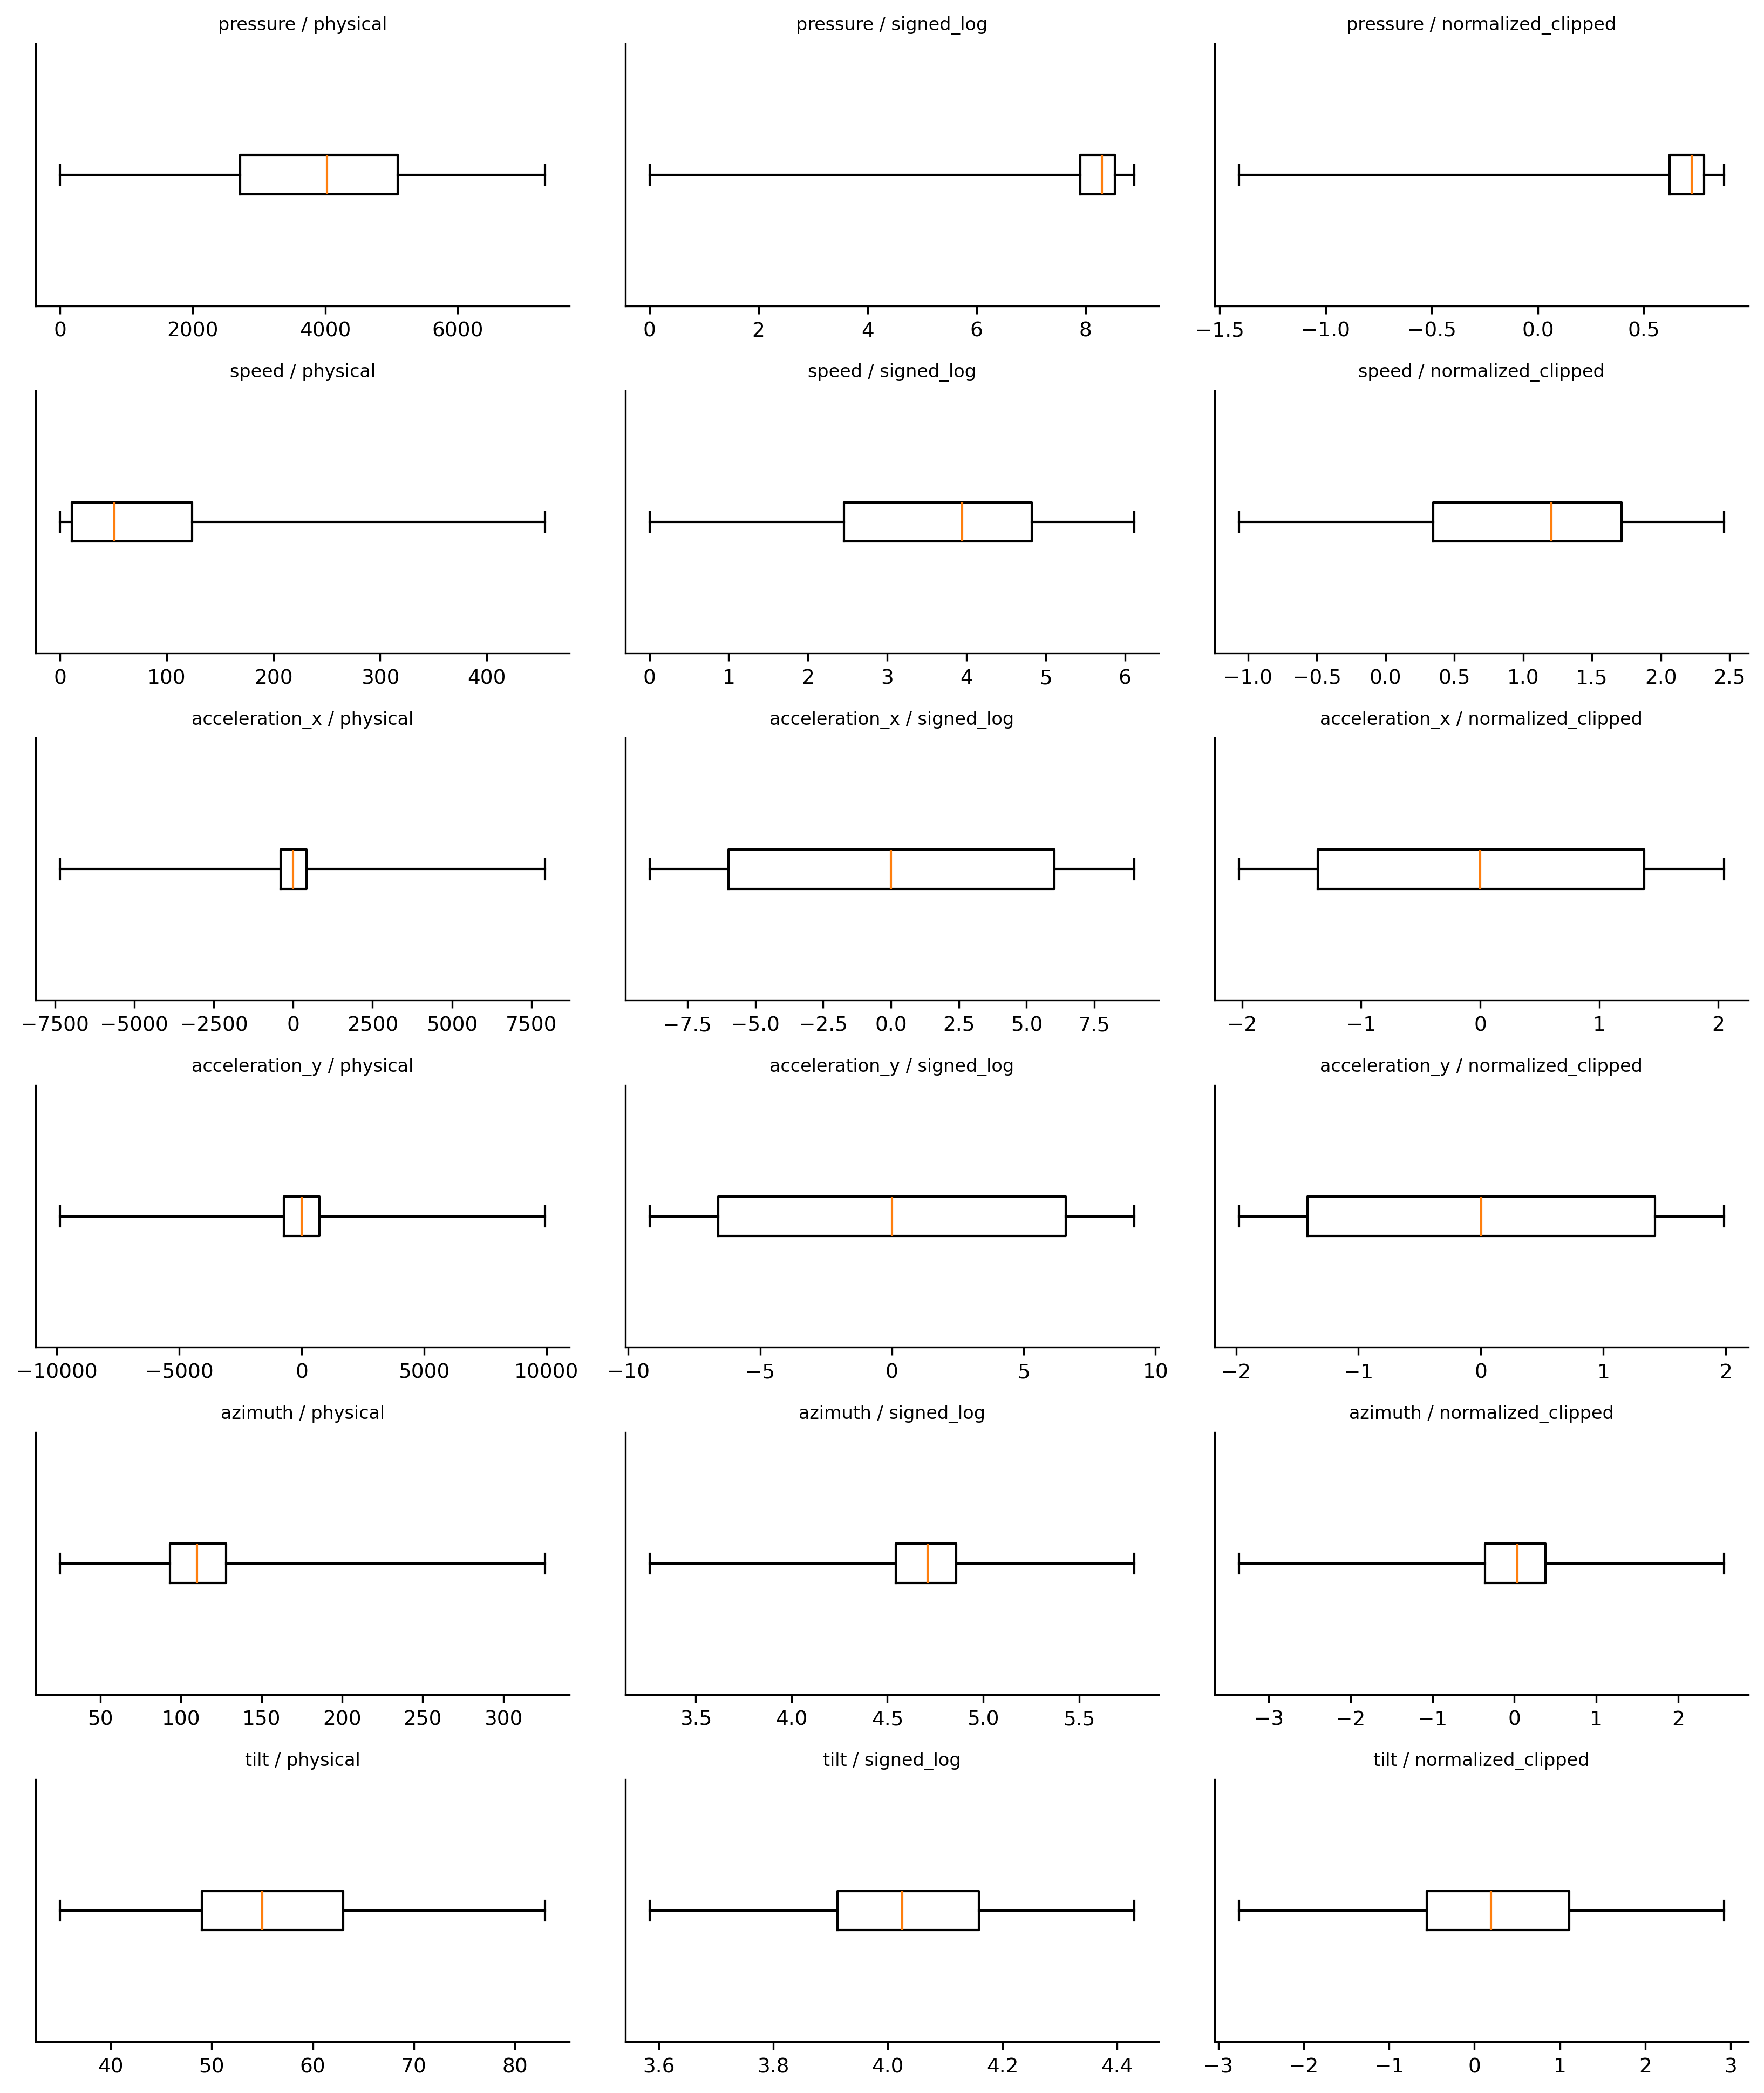 pressure / physical pressure / signed_log pressure / normalized_clipped
0 2000 4000 6000 0 2 4 6 8 −1.5 −1.0 −0.5 0.0 0.5
speed / physical speed / signed_log speed / normalized_clipped
0 100 200 300 400 0 1 2 3 4 5 6 −1.0 −0.5 0.0 0.5 1.0 1.5 2.0 2.5
acceleration_x / physical acceleration_x / signed_log acceleration_x / normalized_clipped
−7500 −5000 −2500 0 2500 5000 7500 −7.5 −5.0 −2.5 0.0 2.5 5.0 7.5 −2 −1 0 1 2
acceleration_y / physical acceleration_y / signed_log acceleration_y / normalized_clipped
−10000 −5000 0 5000 10000 −10 −5 0 5 10 −2 −1 0 1 2
azimuth / physical azimuth / signed_log azimuth / normalized_clipped
50 100 150 200 250 300 3.5 4.0 4.5 5.0 5.5 −3 −2 −1 0 1 2
tilt / physical tilt / signed_log tilt / normalized_clipped
40 50 60 70 80 3.6 3.8 4.0 4.2 4.4 −3 −2 −1 0 1 2 3